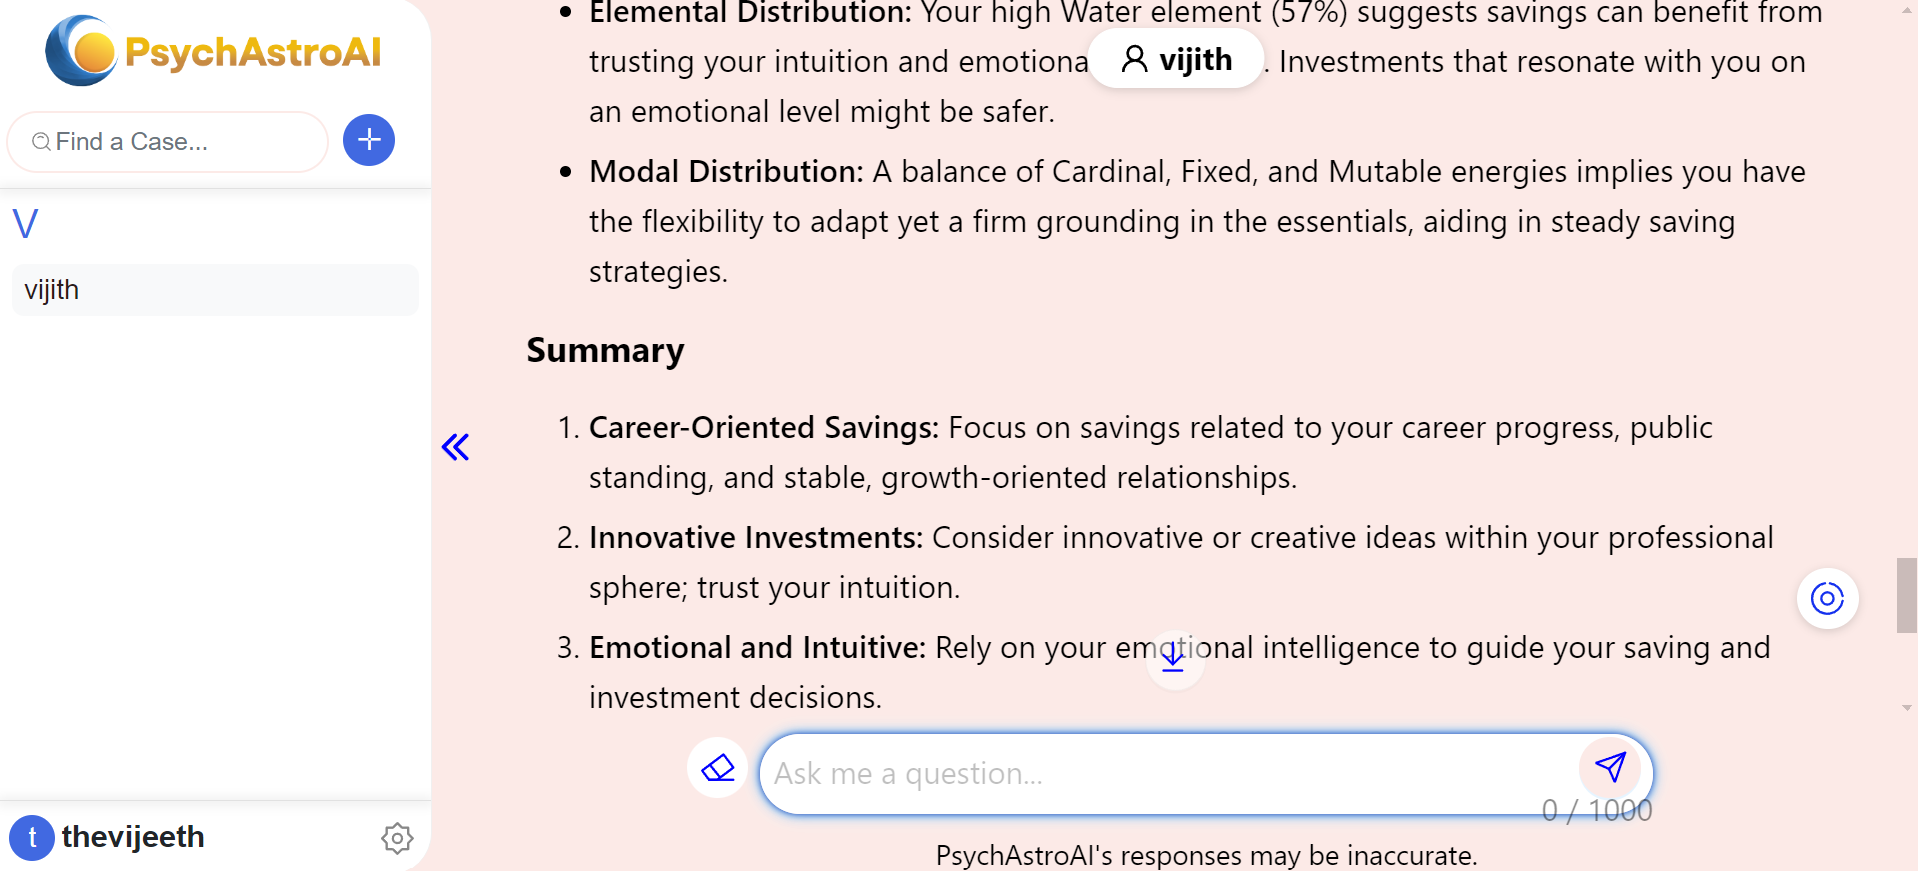 PsychAstroAI
Find a Case...
V
vijith
t thevijeeth
vijith
• Elemental Distribution: Your high Water element (57%) suggests savings can benefit from
trusting your intuition and emotiona . Investments that resonate with you on
an emotional level might be safer.
• Modal Distribution: A balance of Cardinal, Fixed, and Mutable energies implies you have
the flexibility to adapt yet a firm grounding in the essentials, aiding in steady saving
strategies.
Summary
1. Career-Oriented Savings: Focus on savings related to your career progress, public
standing, and stable, growth-oriented relationships.
2. Innovative Investments: Consider innovative or creative ideas within your professional
sphere; trust your intuition.
3. Emotional and Intuitive: Rely on your emotional intelligence to guide your saving and
investment decisions.
Ask me a question...
0 / 1000
PsychAstroAI's responses may be inaccurate.